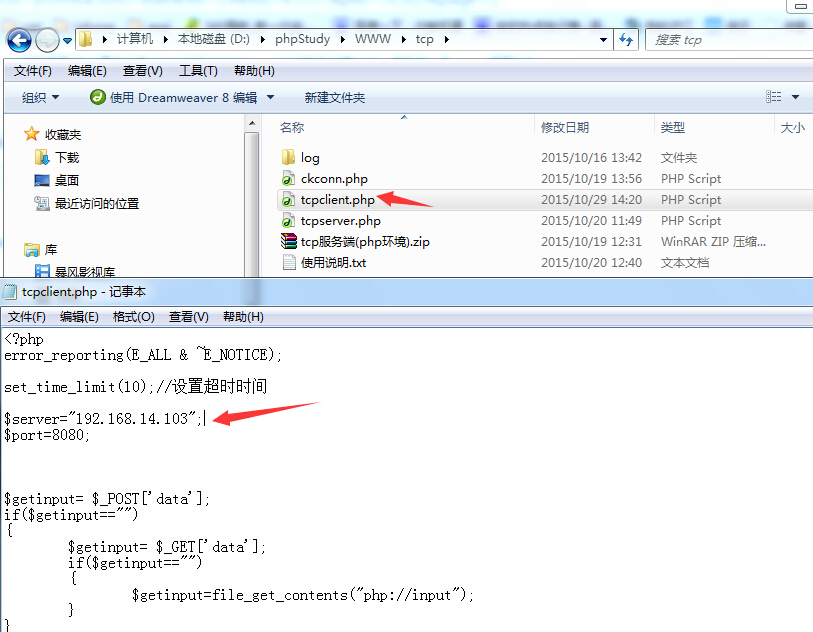 计算机 ▸ 本地磁盘 (D:) ▸ phpStudy ▸ WWW ▸ tcp ▸ 搜索 tcp
文件(F) 编辑(E) 查看(V) 工具(T) 帮助(H)
组织 使用 Dreamweaver 8 编辑 新建文件夹
收藏夹
下载
桌面
最近访问的位置
库
暴风影视库
名称 修改日期 类型 大小
log 2015/10/16 13:42 文件夹
ckconn.php 2015/10/19 13:56 PHP Script
tcpclient.php 2015/10/29 14:20 PHP Script
tcpserver.php 2015/10/20 11:49 PHP Script
tcp服务端(php环境).zip 2015/10/19 12:31 WinRAR ZIP 压缩...
使用说明.txt 2015/10/20 12:40 文本文档
tcpclient.php - 记事本
文件(F) 编辑(E) 格式(O) 查看(V) 帮助(H)
<?php
error_reporting(E_ALL & ~E_NOTICE);
set_time_limit(10);//设置超时时间
$server="192.168.14.103";
$port=8080;
$getinput= $_POST['data'];
if($getinput=="")
{
$getinput= $_GET['data'];
if($getinput=="")
{
$getinput=file_get_contents("php://input");
}
}